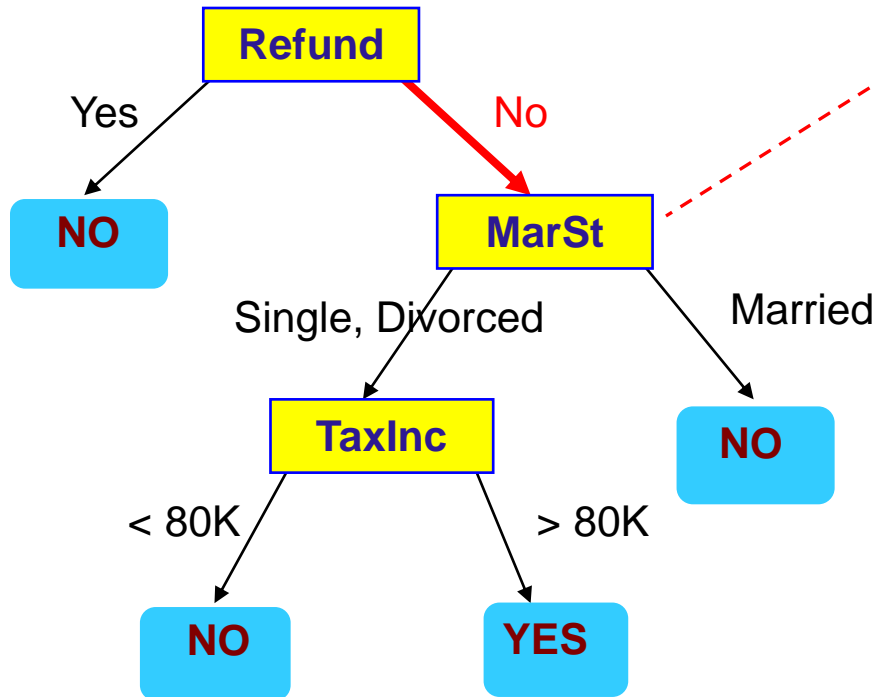 Refund
Yes
No
NO
MarSt
Single, Divorced
Married
TaxInc
NO
< 80K
> 80K
NO
YES